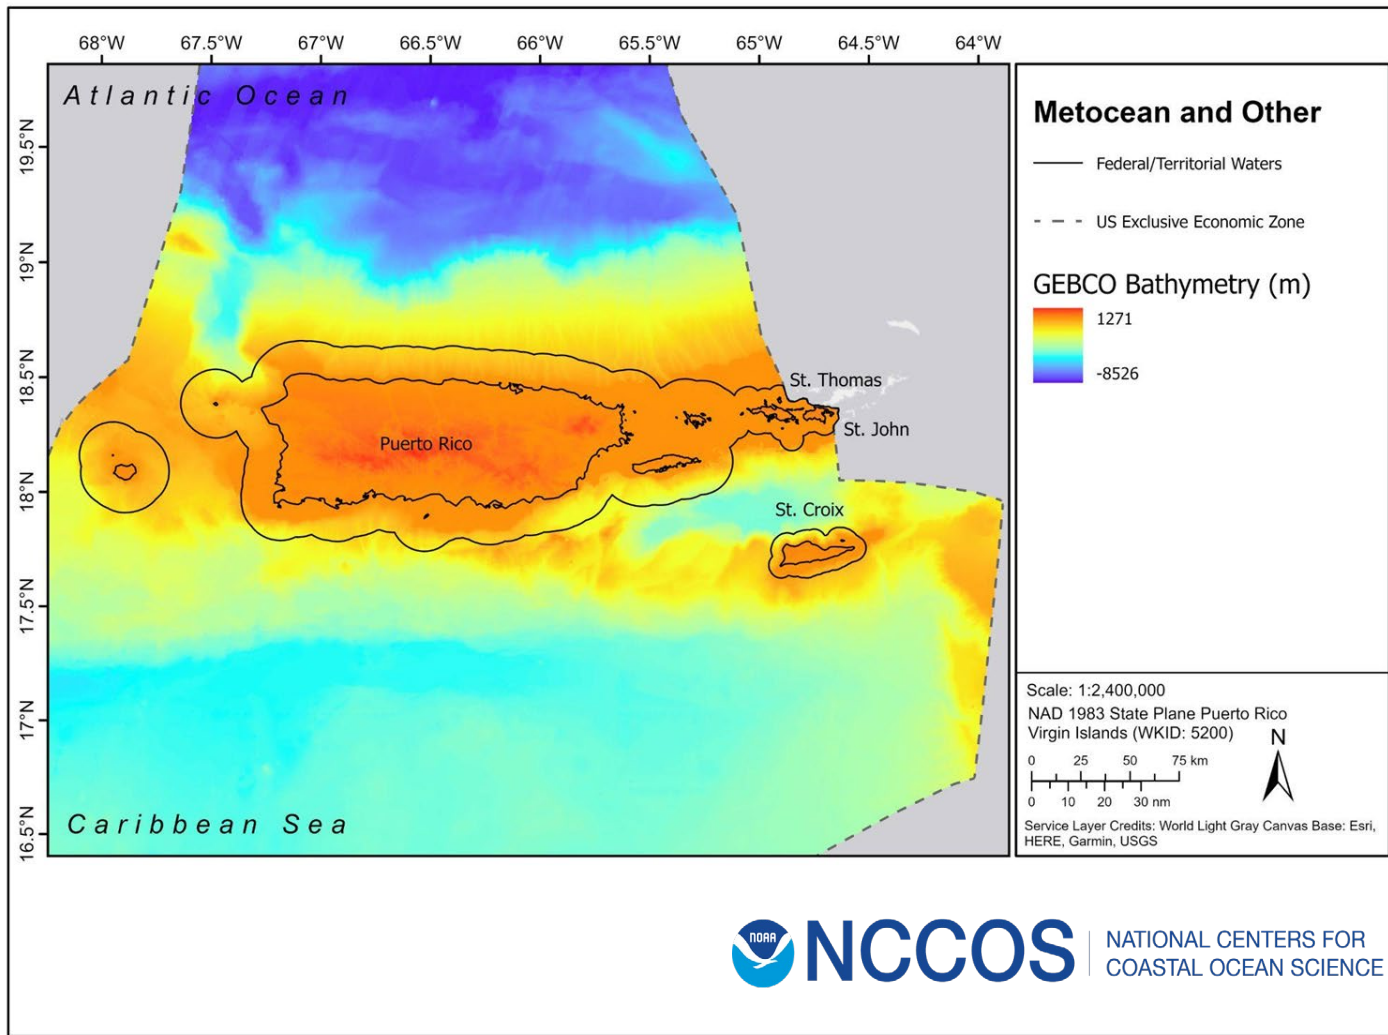 68°W 67.5°W 67°W 66.5°W 66°W 65.5°W 65°W 64.5°W 64°W
Atlantic Ocean
19.5°N
19°N
18.5°N
18°N
17.5°N
17°N
16.5°N
St. Thomas
St. John
Puerto Rico
St. Croix
Caribbean Sea
Metocean and Other
Federal/Territorial Waters
US Exclusive Economic Zone
GEBCO Bathymetry (m)
1271
-8526
Scale: 1:2,400,000
NAD 1983 State Plane Puerto Rico
Virgin Islands (WKID: 5200)
N
0 25 50 75 km
0 10 20 30 nm
Service Layer Credits: World Light Gray Canvas Base: Esri,
HERE, Garmin, USGS
NOAA
NCCOS
NATIONAL CENTERS FOR
COASTAL OCEAN SCIENCE